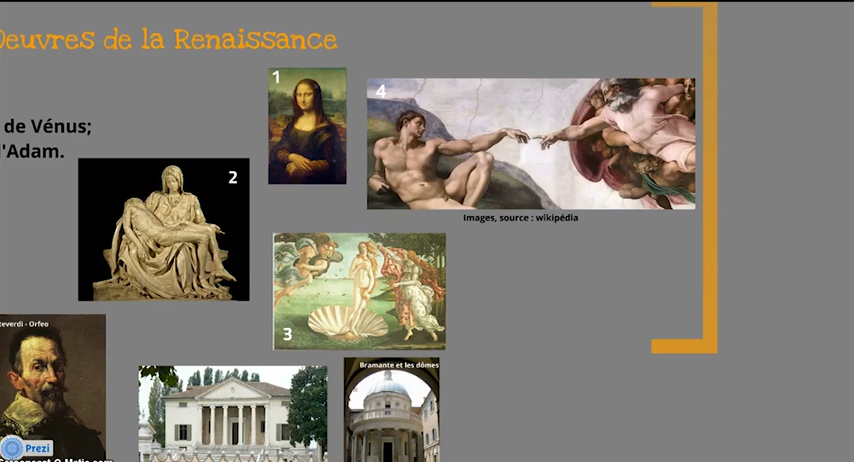 Oeuvres de la Renaissance
1
4
de Vénus;
d'Adam.
2
Images, source : wikipédia
3
teverdi - Orfeo
Bramante et les dômes
Prezi